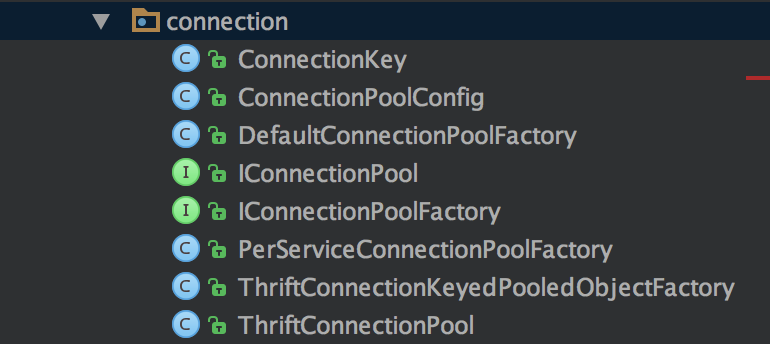 connection
C ConnectionKey
C ConnectionPoolConfig
C DefaultConnectionPoolFactory
I IConnectionPool
I IConnectionPoolFactory
C PerServiceConnectionPoolFactory
C ThriftConnectionKeyedPooledObjectFactory
C ThriftConnectionPool